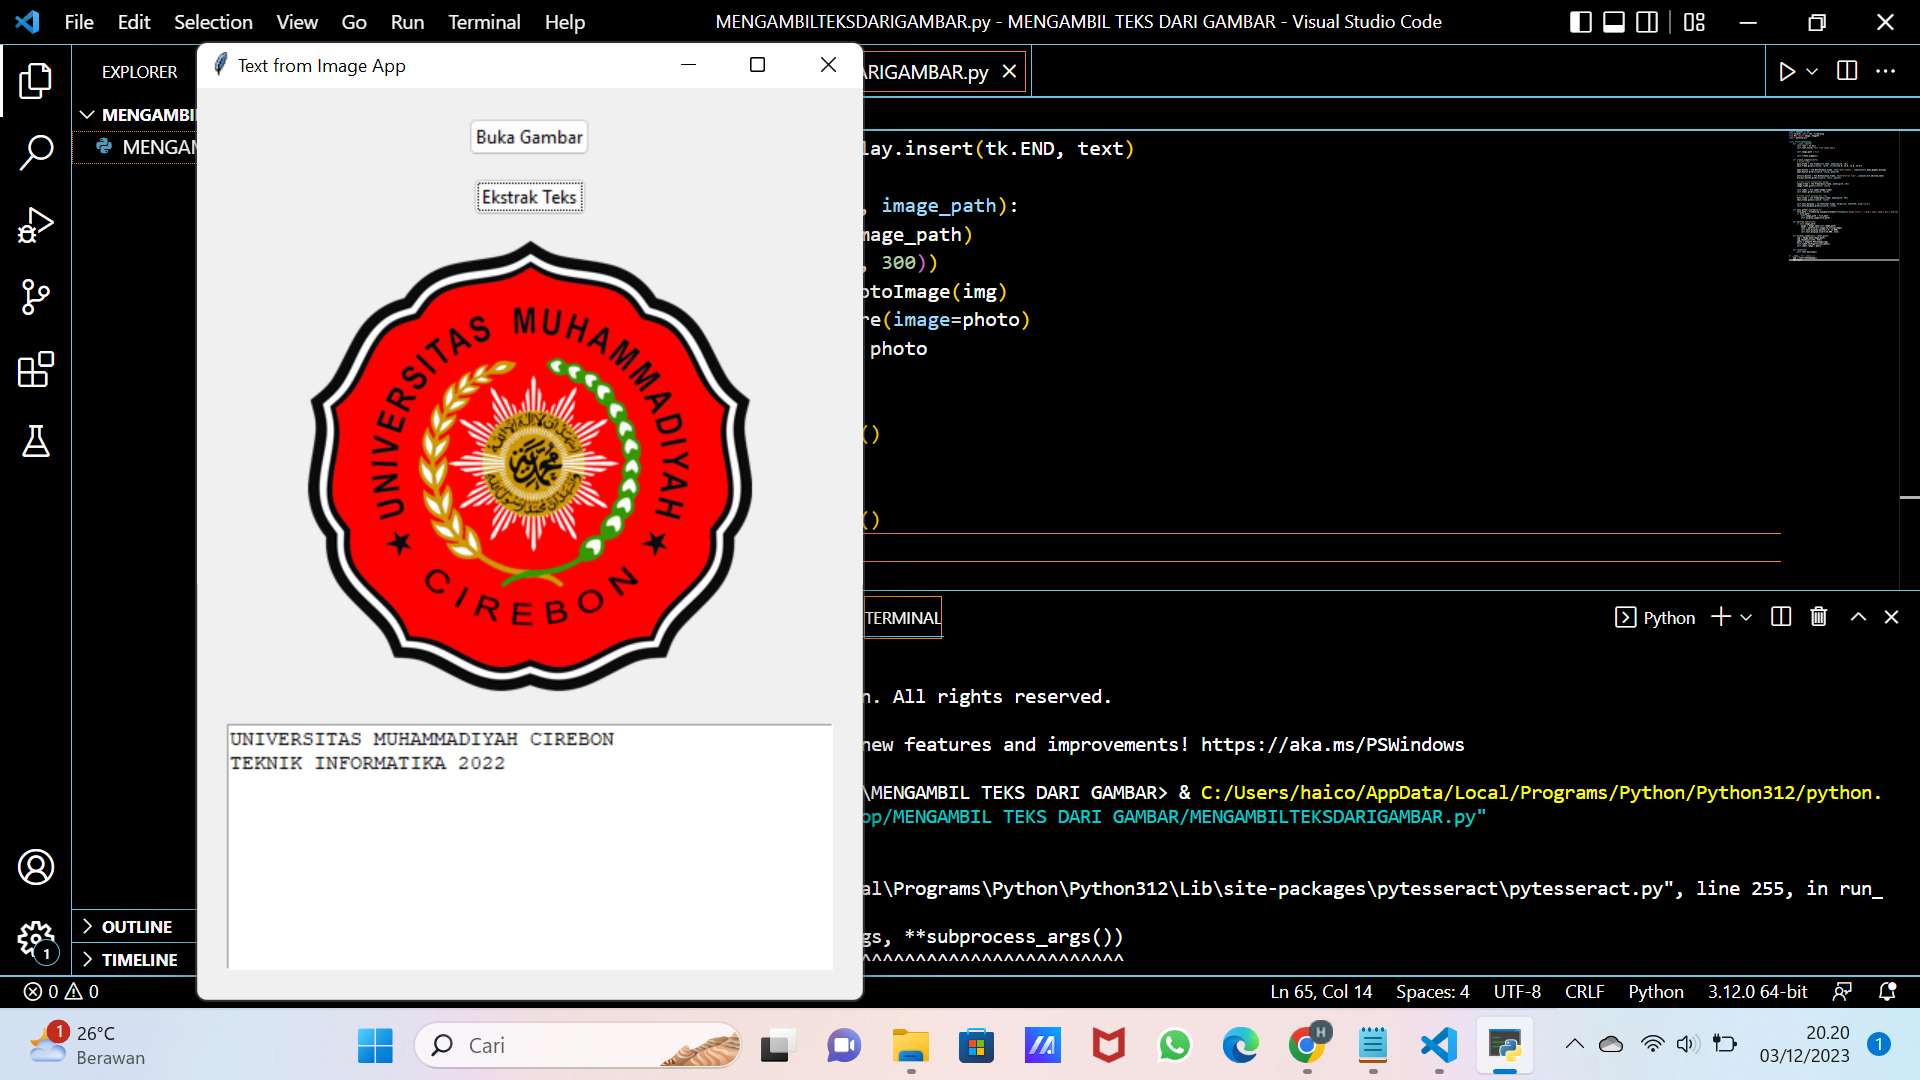 File Edit Selection View Go Run Terminal Help
MENGAMBILTEKSDARIGAMBAR.py - MENGAMBIL TEKS DARI GAMBAR - Visual Studio Code
EXPLORER
MENGAMBI
MENGA
Text from Image App
Buka Gambar
Ekstrak Teks
UNIVERSITAS MUHAMMADIYAH
CIREBON
UNIVERSITAS MUHAMMADIYAH CIREBON
TEKNIK INFORMATIKA 2022
ARIGAMBAR.py
lay.insert(tk.END, text)
, image_path):
mage_path)
, 300))
otoImage(img)
re(image=photo)
photo
()
()
TERMINAL
Python
n. All rights reserved.
new features and improvements! https://aka.ms/PSWindows
\MENGAMBIL TEKS DARI GAMBAR> & C:/Users/haico/AppData/Local/Programs/Python/Python312/python.
pp/MENGAMBIL TEKS DARI GAMBAR/MENGAMBILTEKSDARIGAMBAR.py"
al\Programs\Python\Python312\Lib\site-packages\pytesseract\pytesseract.py", line 255, in run_
gs, **subprocess_args())
^^^^^^^^^^^^^^^^^^^^^^^^
OUTLINE
TIMELINE
1
0 0
Ln 65, Col 14 Spaces: 4 UTF-8 CRLF Python 3.12.0 64-bit
1
26°C
Berawan
Cari
H
20.20
03/12/2023
1